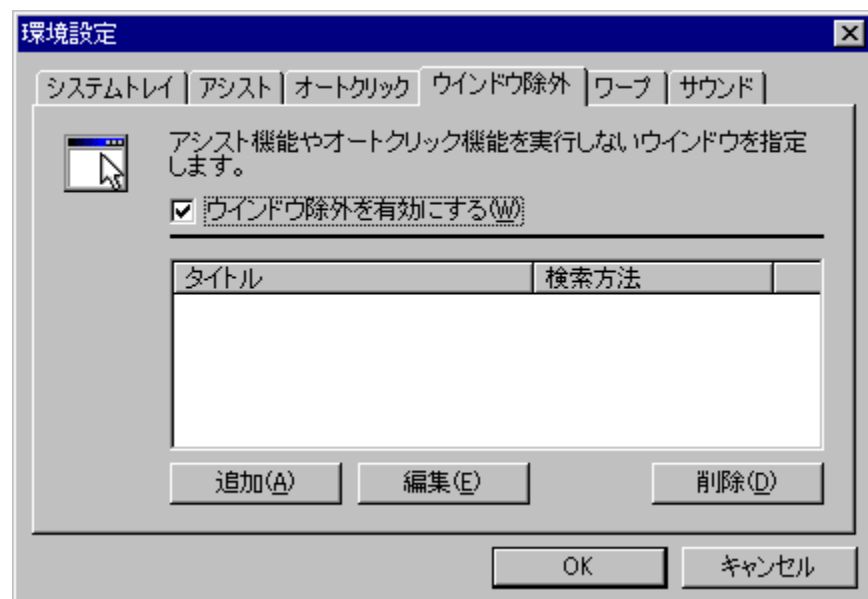 環境設定
システムトレイ アシスト オートクリック ウインドウ除外 ワープ サウンド
アシスト機能やオートクリック機能を実行しないウインドウを指定
します。
ウインドウ除外を有効にする(W)
タイトル 検索方法
追加(A) 編集(E) 削除(D)
OK キャンセル